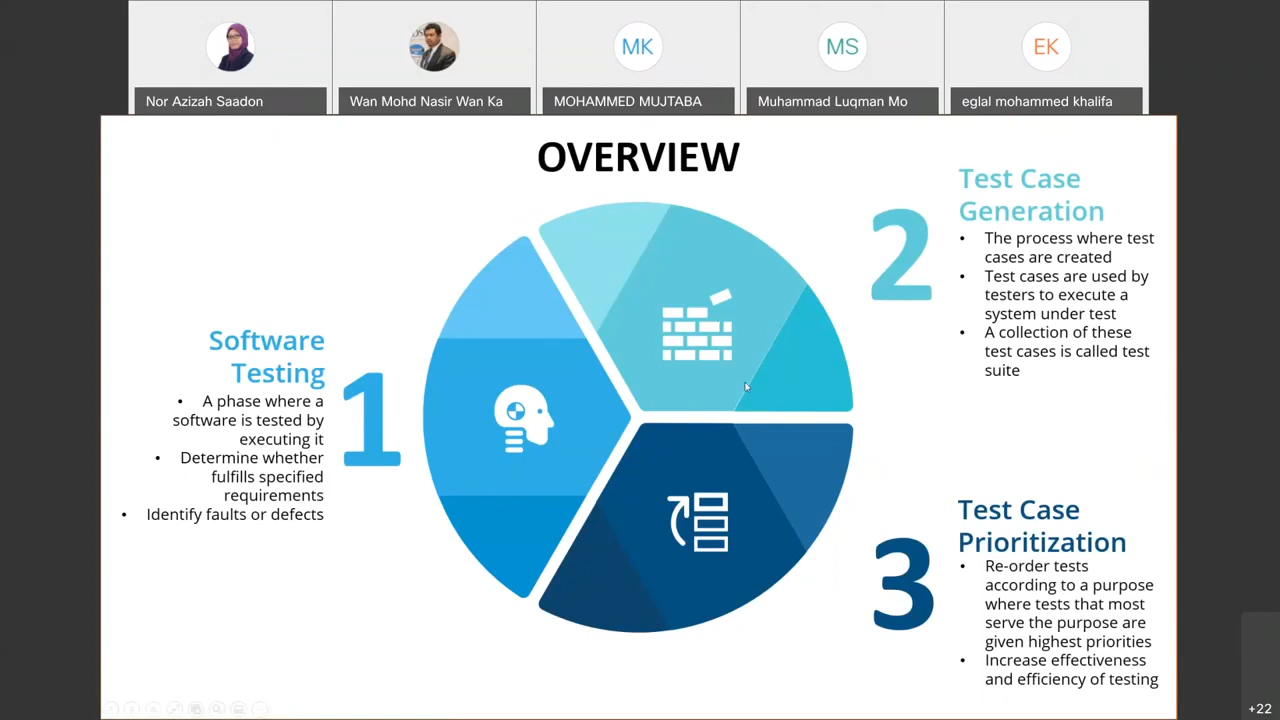 MK
MS
EK
Nor Azizah Saadon
Wan Mohd Nasir Wan Ka
MOHAMMED MUJTABA
Muhammad Luqman Mo
eglal mohammed khalifa
OVERVIEW
Software
Testing
• A phase where a
software is tested by
executing it
• Determine whether
fulfills specified
requirements
• Identify faults or defects
1
2
Test Case
Generation
• The process where test
cases are created
• Test cases are used by
testers to execute a
system under test
• A collection of these
test cases is called test
suite
3
Test Case
Prioritization
• Re-order tests
according to a purpose
where tests that most
serve the purpose are
given highest priorities
• Increase effectiveness
and efficiency of testing
+22